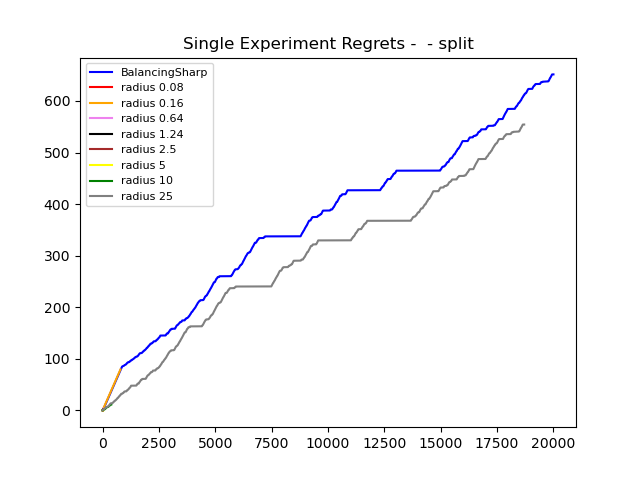 Single Experiment Regrets -  - split
BalancingSharp
radius 0.08
radius 0.16
radius 0.64
radius 1.24
radius 2.5
radius 5
radius 10
radius 25
600
500
400
300
200
100
0
0 2500 5000 7500 10000 12500 15000 17500 20000